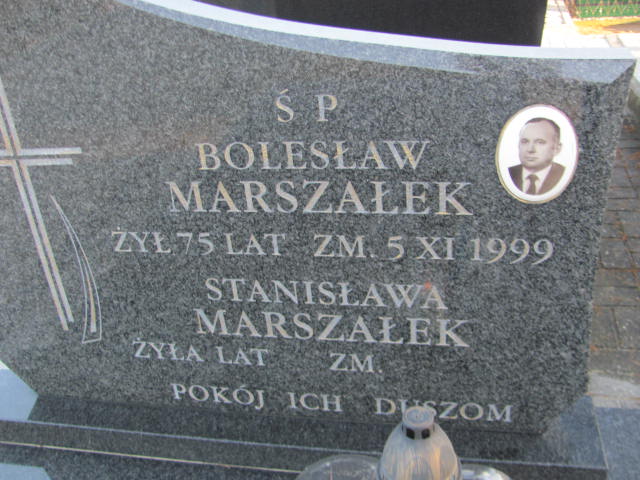 Ś P
BOLESŁAW
MARSZAŁEK
ŻYŁ 75 LAT ZM. 5 XI 1999
STANISŁAWA
MARSZAŁEK
ŻYŁA LAT ZM.
POKÓJ ICH DUSZOM